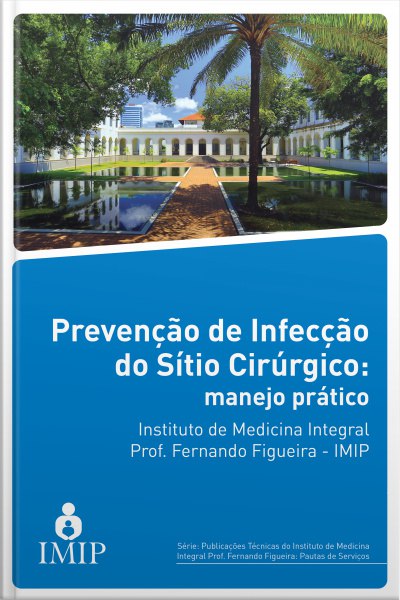 Prevenção de Infecção
do Sítio Cirúrgico:
manejo prático
Instituto de Medicina Integral
Prof. Fernando Figueira - IMIP
IMIP
Série: Publicações Técnicas do Instituto de Medicina
Integral Prof. Fernando Figueira: Pautas de Serviços